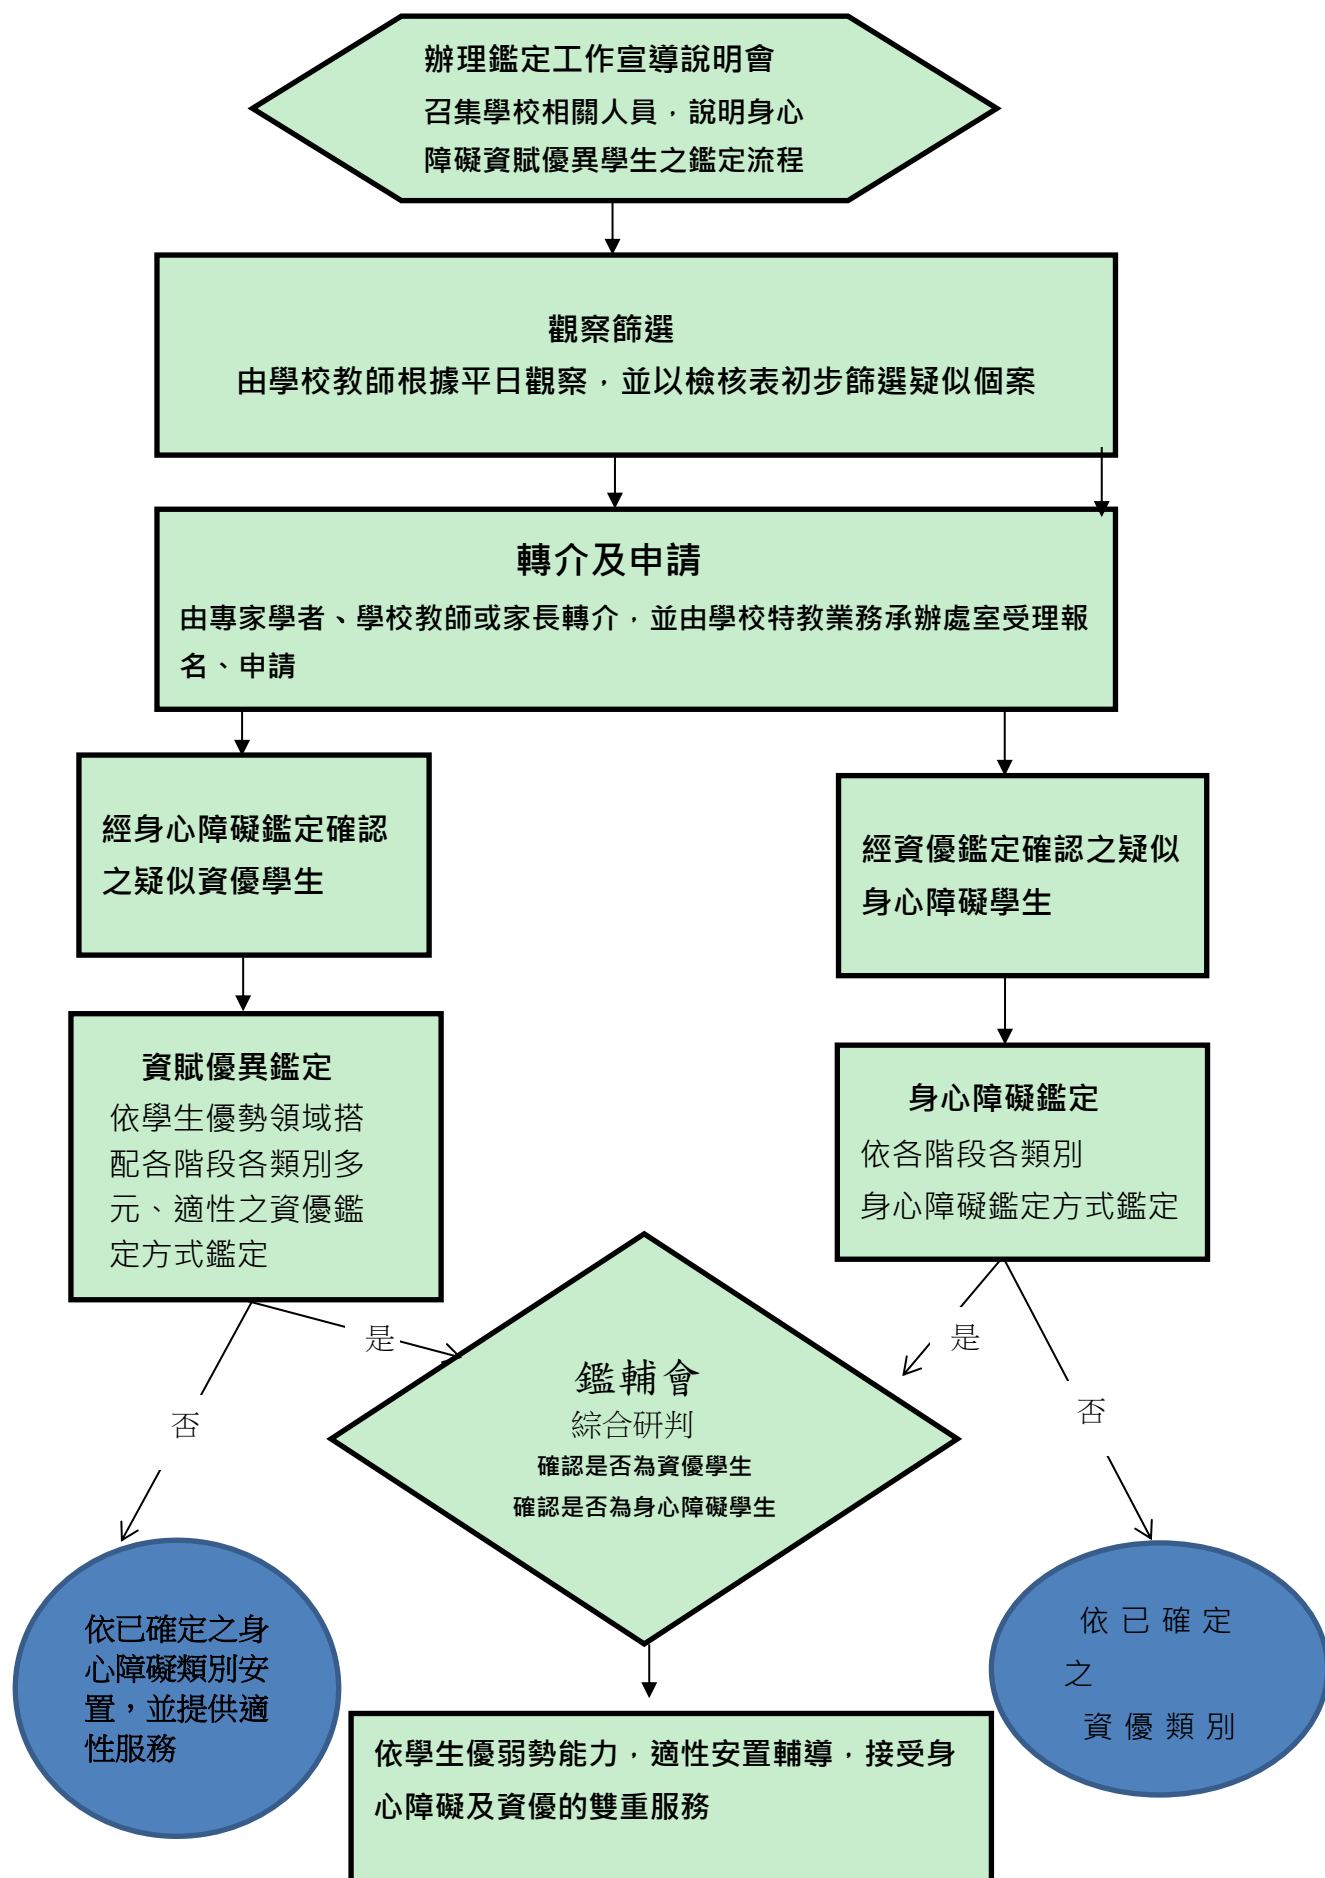 辦理鑑定工作宣導說明會
召集學校相關人員，說明身心
障礙資賦優異學生之鑑定流程
觀察篩選
由學校教師根據平日觀察，並以檢核表初步篩選疑似個案
轉介及申請
由專家學者、學校教師或家長轉介，並由學校特教業務承辦處室受理報
名、申請
經身心障礙鑑定確認
之疑似資優學生
經資優鑑定確認之疑似
身心障礙學生
資賦優異鑑定
依學生優勢領域搭
配各階段各類別多
元、適性之資優鑑
定方式鑑定
身心障礙鑑定
依各階段各類別
身心障礙鑑定方式鑑定
是
是
否
否
鑑輔會
綜合研判
確認是否為資優學生
確認是否為身心障礙學生
依已確定之身
心障礙類別安
置，並提供適
性服務
依已確定
之
資優類別
依學生優弱勢能力，適性安置輔導，接受身
心障礙及資優的雙重服務